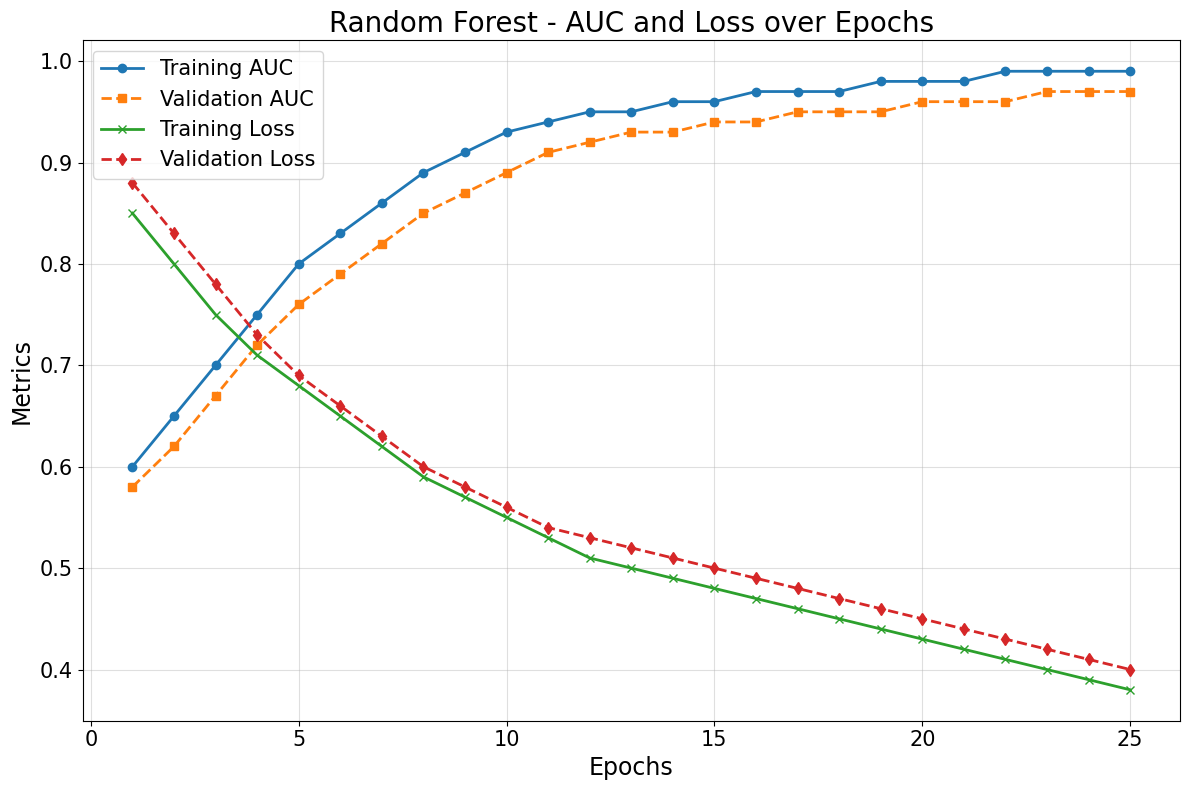 Random Forest - AUC and Loss over Epochs
Training AUC
Validation AUC
Training Loss
Validation Loss
1.0
0.9
0.8
0.7
0.6
0.5
0.4
Metrics
0 5 10 15 20 25
Epochs